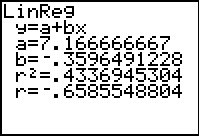 LinReg
y=a+bx
a=7.166666667
b=-.3596491228
r²=.4336945304
r=-.6585548804